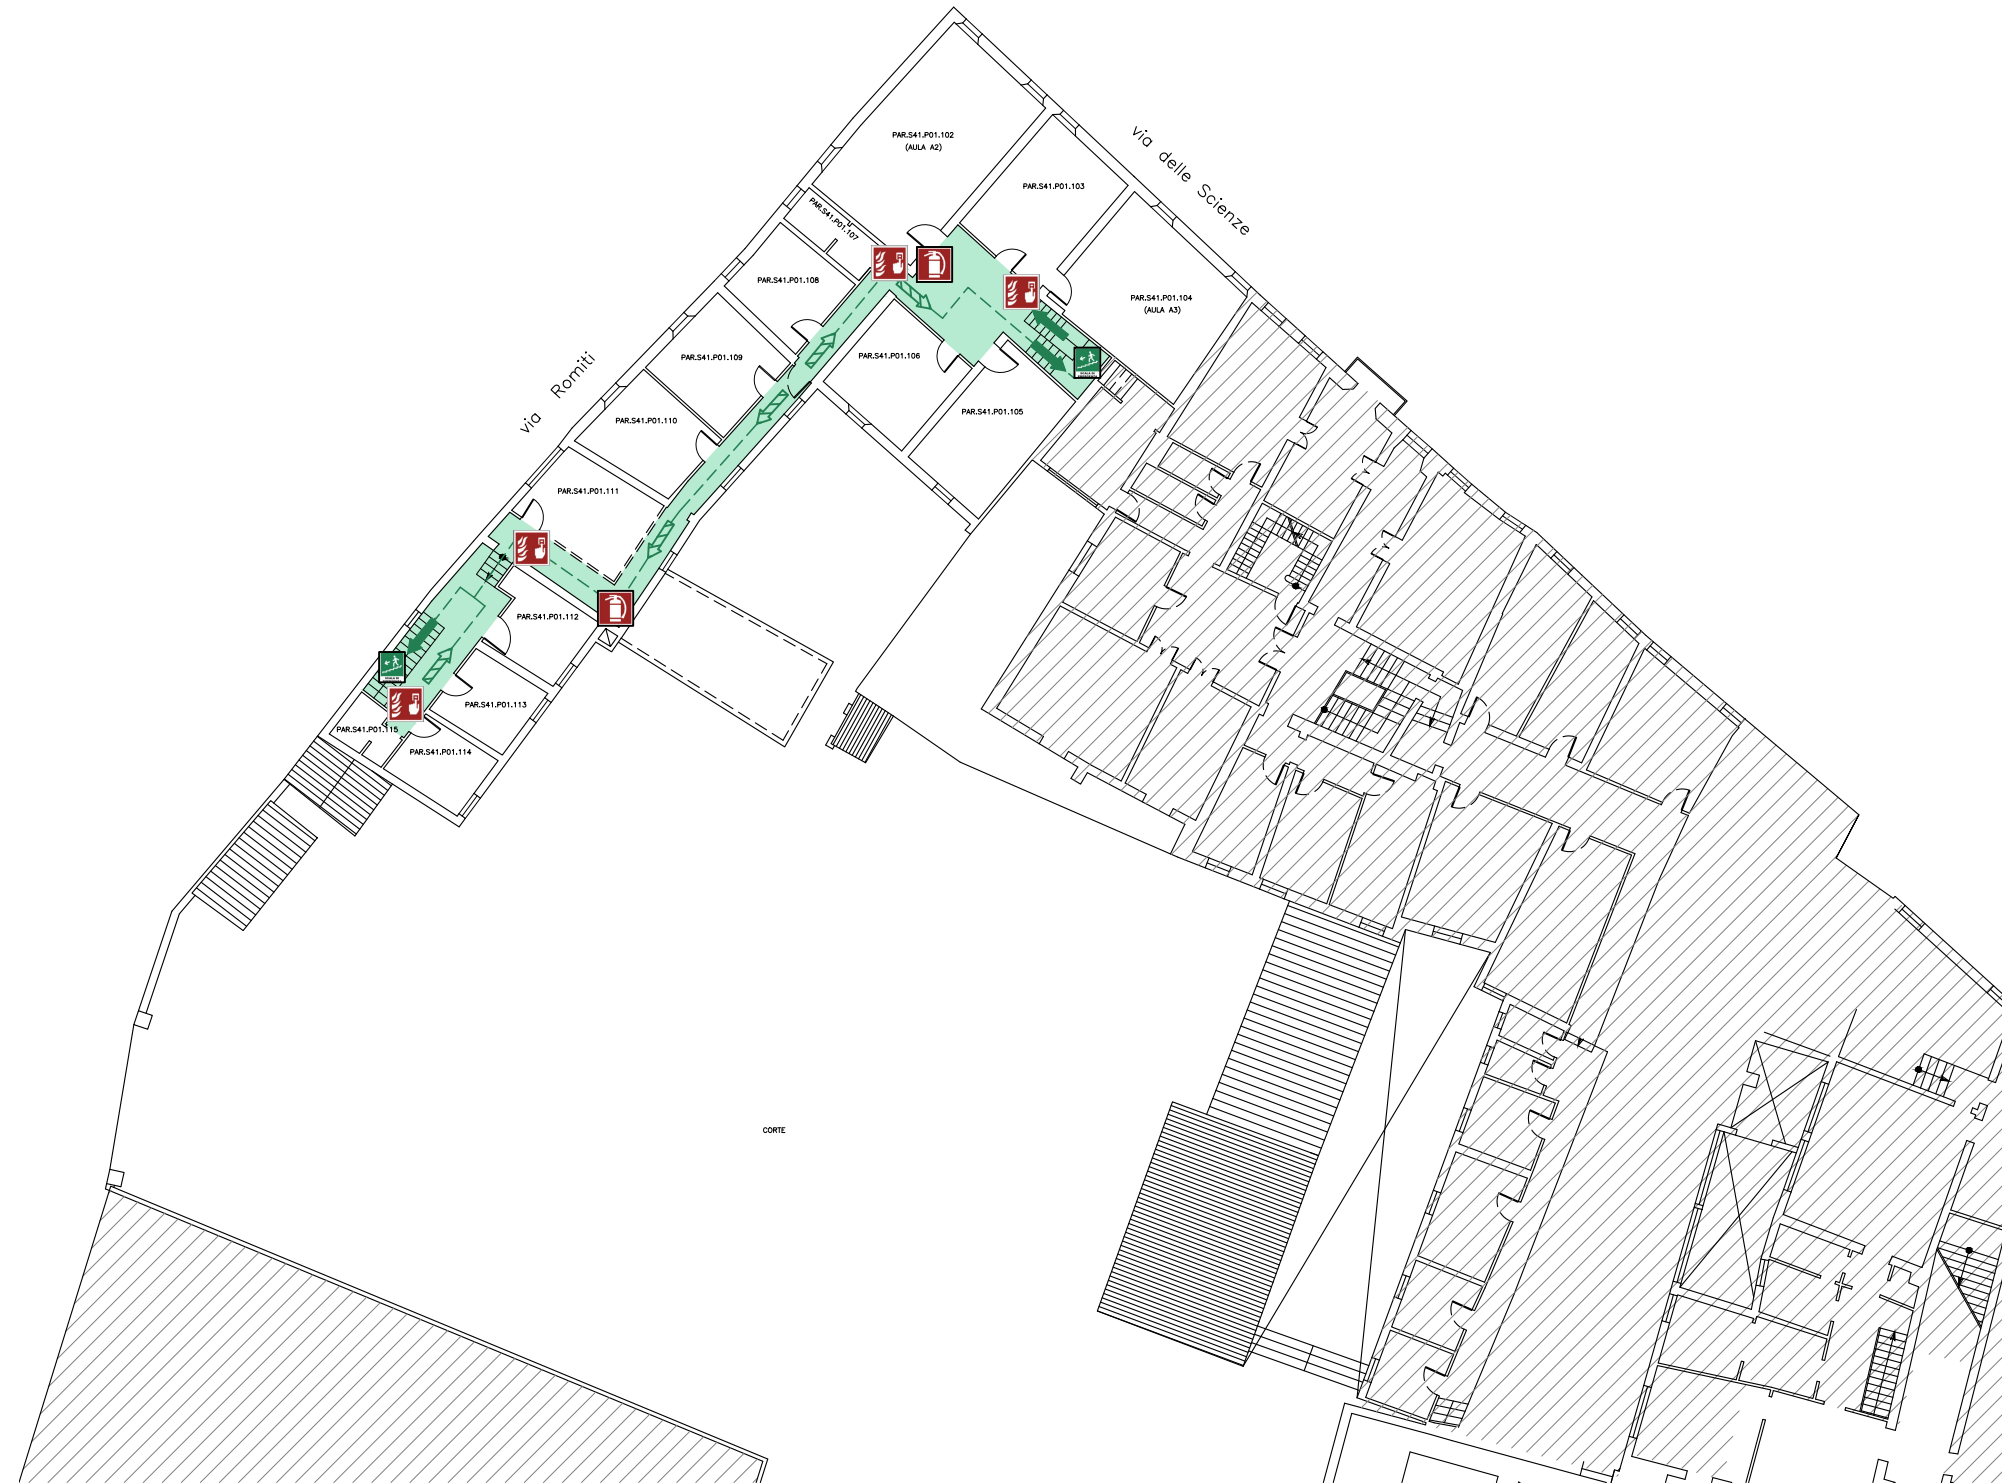 PAR.S41.P01.102
(AULA A2)
via delle Scienze
PAR.S41.P01.103
PAR.S41.P01.107
PAR.S41.P01.108
PAR.S41.P01.104
(AULA A3)
PAR.S41.P01.109
PAR.S41.P01.106
via Romiti
PAR.S41.P01.110
PAR.S41.P01.105
PAR.S41.P01.111
PAR.S41.P01.112
PAR.S41.P01.113
PAR.S41.P01.115
PAR.S41.P01.114
CORTE